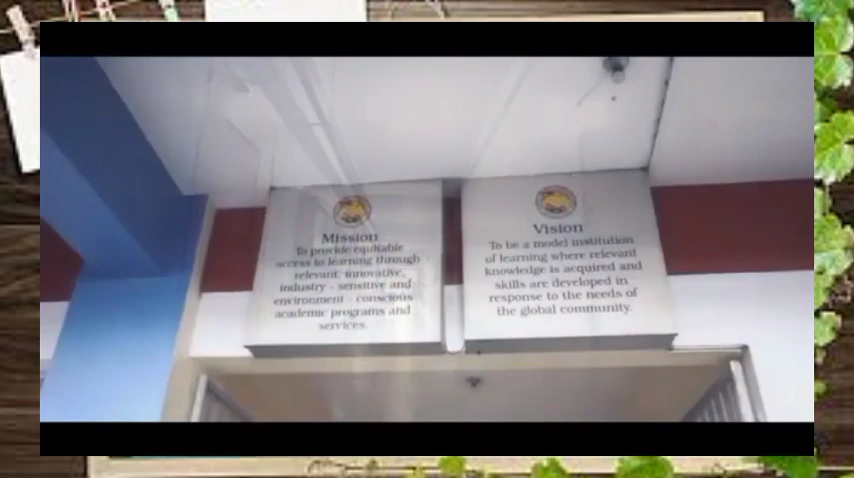 Mission
To provide equitable
access to learning through
relevant, innovative,
industry - sensitive and
environment - conscious
academic programs and
services.
Vision
To be a model institution
of learning where relevant
knowledge is acquired and
skills are developed in
response to the needs of
the global community.